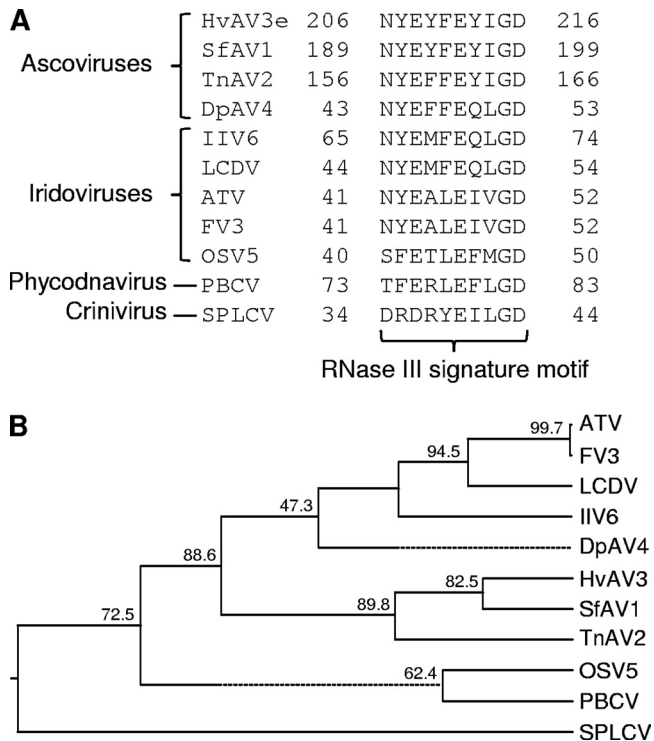 A
HvAV3e 206 NYEYFEYIGD 216
SfAV1 189 NYEYFEYIGD 199
Ascoviruses
TnAV2 156 NYEFFEYIGD 166
DpAV4 43 NYEFFEQLGD 53
IIV6 65 NYEMFEQLGD 74
LCDV 44 NYEMFEQLGD 54
Iridoviruses
ATV 41 NYEALEIVGD 52
FV3 41 NYEALEIVGD 52
OSV5 40 SFETLEFMGD 50
Phycodnavirus PBCV 73 TFERLEFLGD 83
Crinivirus SPLCV 34 DRDRYEILGD 44
RNase III signature motif
B
99.7 ATV
FV3
94.5
LCDV
47.3
IIV6
DpAV4
88.6
82.5 HvAV3
SfAV1
89.8
72.5
TnAV2
62.4 OSV5
PBCV
SPLCV